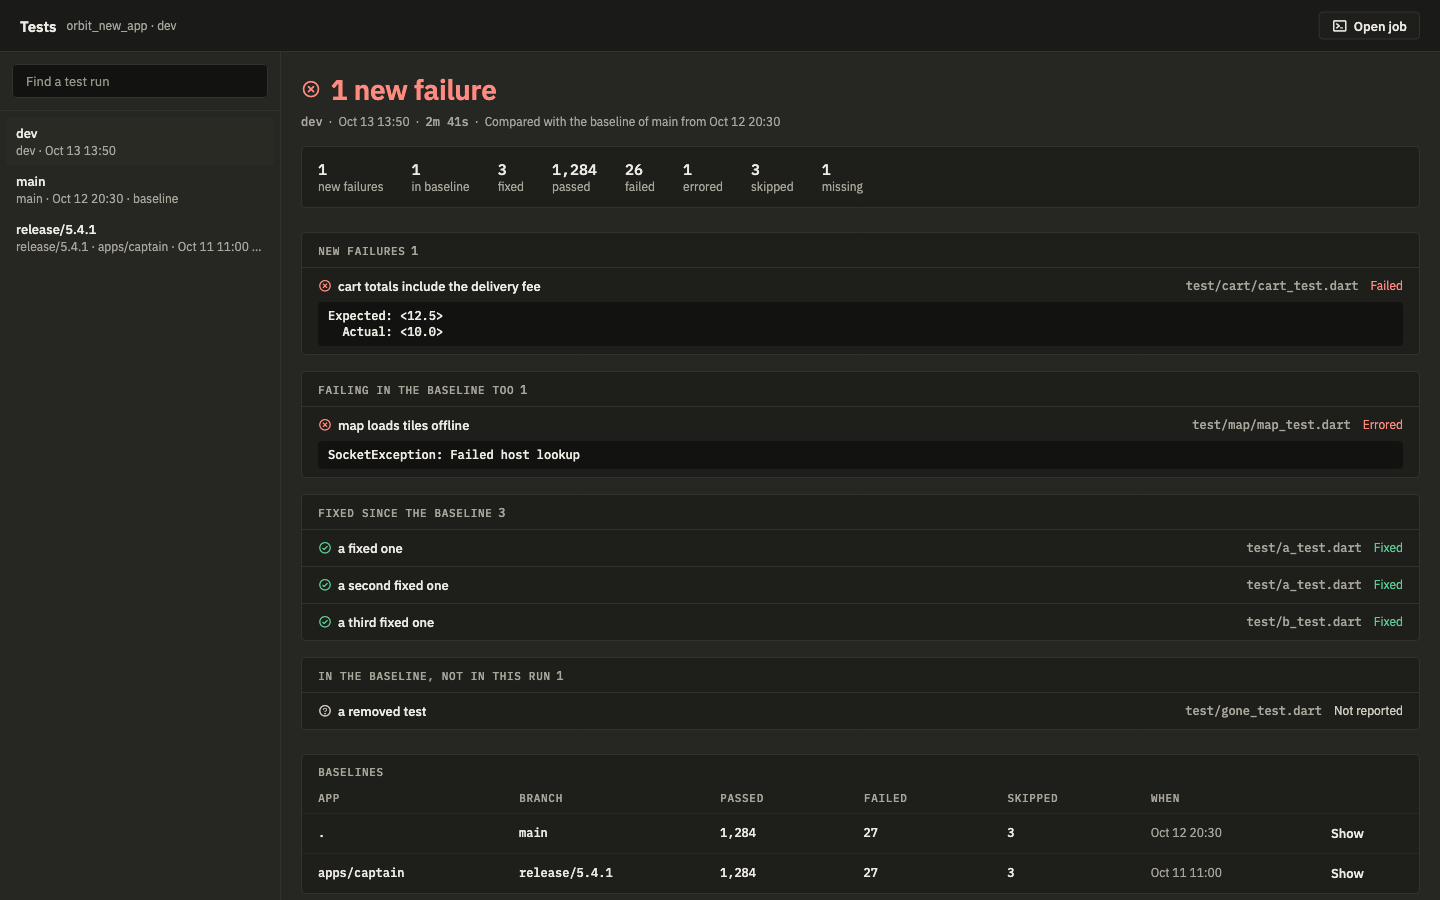 Tests orbit_new_app · dev
Open job
Find a test run
dev
dev · Oct 13 13:50
main
main · Oct 12 20:30 · baseline
release/5.4.1
release/5.4.1 · apps/captain · Oct 11 11:00 ...
1 new failure
dev · Oct 13 13:50 · 2m 41s · Compared with the baseline of main from Oct 12 20:30
1 1 3 1,284 26 1 3 1
new failures in baseline fixed passed failed errored skipped missing
NEW FAILURES 1
cart totals include the delivery fee test/cart/cart_test.dart Failed
Expected: <12.5>
Actual: <10.0>
FAILING IN THE BASELINE TOO 1
map loads tiles offline test/map/map_test.dart Errored
SocketException: Failed host lookup
FIXED SINCE THE BASELINE 3
a fixed one test/a_test.dart Fixed
a second fixed one test/a_test.dart Fixed
a third fixed one test/b_test.dart Fixed
IN THE BASELINE, NOT IN THIS RUN 1
a removed test test/gone_test.dart Not reported
BASELINES
APP BRANCH PASSED FAILED SKIPPED WHEN
. main 1,284 27 3 Oct 12 20:30 Show
apps/captain release/5.4.1 1,284 27 3 Oct 11 11:00 Show